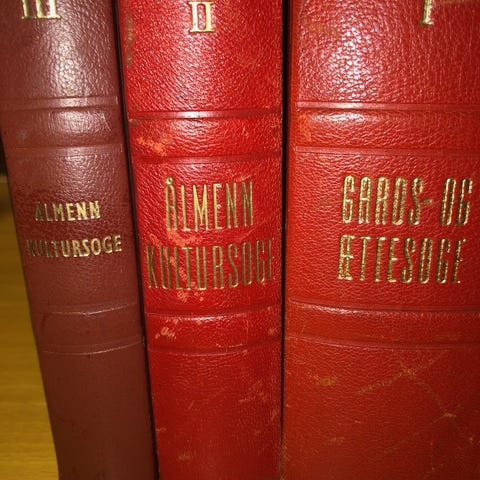 III
ALMENN
KULTURSOGE
II
ÅLMENN
KULTURSOGE
I
GARDS- OG
ÆTTESOGE